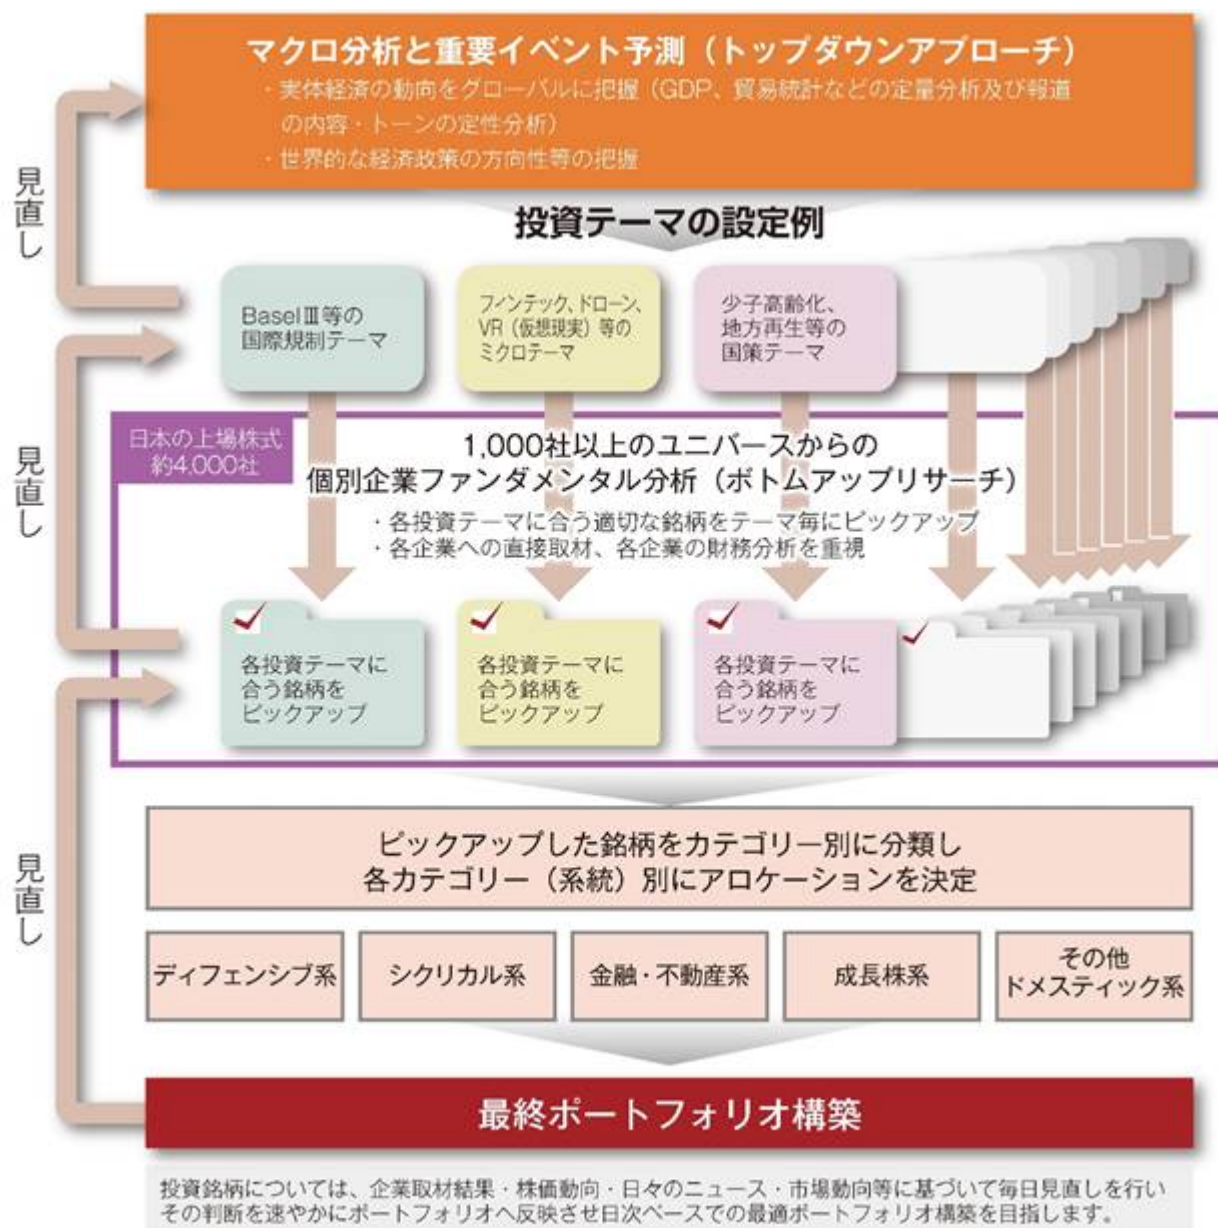 マクロ分析と重要イベント予測（トップダウンアプローチ）
・実体経済の動向をグローバルに把握（GDP、貿易統計などの定量分析及び報道
の内容・トーンの定性分析）
・世界的な経済政策の方向性等の把握
見直し
投資テーマの設定例
BaselⅢ等の
国際規制テーマ
フィンテック、ドローン、
VR（仮想現実）等の
ミクロテーマ
少子高齢化、
地方再生等の
国策テーマ
見直し
日本の上場株式
約4,000社
1,000社以上のユニバースからの
個別企業ファンダメンタル分析（ボトムアップリサーチ）
・各投資テーマに合う適切な銘柄をテーマ毎にピックアップ
・各企業への直接取材、各企業の財務分析を重視
各投資テーマに
合う銘柄を
ピックアップ
各投資テーマに
合う銘柄を
ピックアップ
各投資テーマに
合う銘柄を
ピックアップ
見直し
ピックアップした銘柄をカテゴリー別に分類し
各カテゴリー（系統）別にアロケーションを決定
ディフェンシブ系
シクリカル系
金融・不動産系
成長株系
その他
ドメスティック系
最終ポートフォリオ構築
投資銘柄については、企業取材結果・株価動向・日々のニュース・市場動向等に基づいて毎日見直しを行い
その判断を速やかにポートフォリオへ反映させ日次ベースでの最適ポートフォリオ構築を目指します。